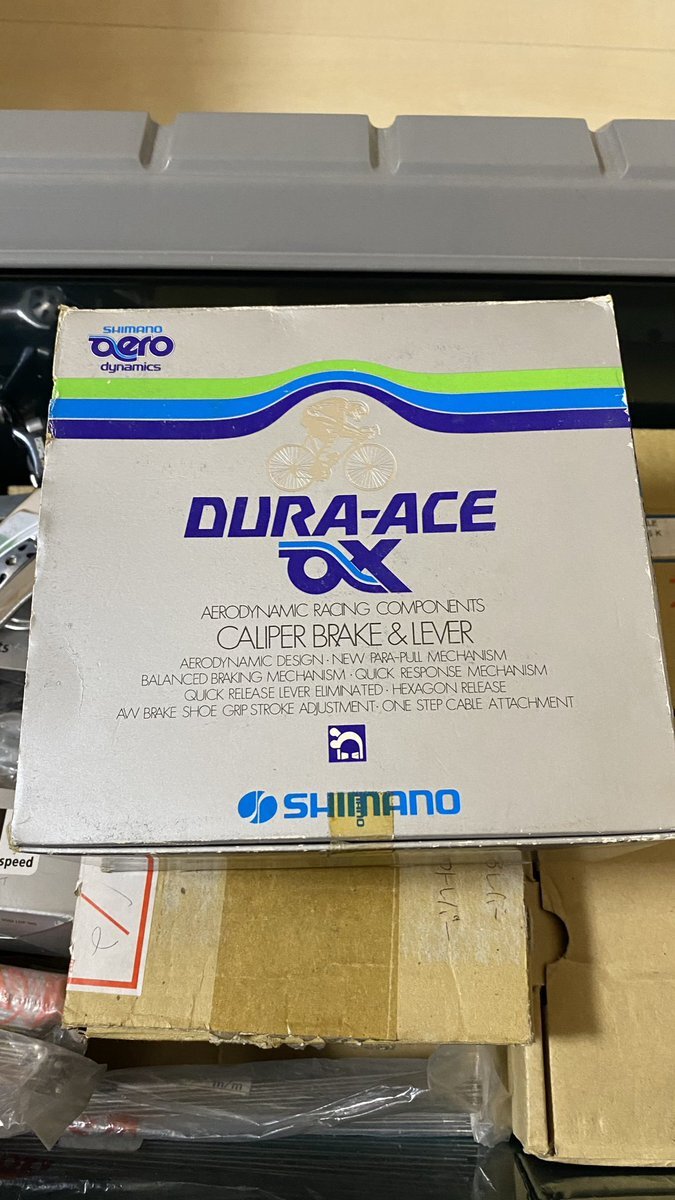 SHIMANO
aero
dynamics
DURA-ACE
AX
AERODYNAMIC RACING COMPONENTS
CALIPER BRAKE & LEVER
AERODYNAMIC DESIGN · NEW PARA-PULL MECHANISM
BALANCED BRAKING MECHANISM · QUICK RESPONSE MECHANISM
QUICK RELEASE LEVER ELIMINATED · HEXAGON RELEASE
AW BRAKE SHOE GRIP STROKE ADJUSTMENT · ONE STEP CABLE ATTACHMENT
SHIMANO
speed
m/m